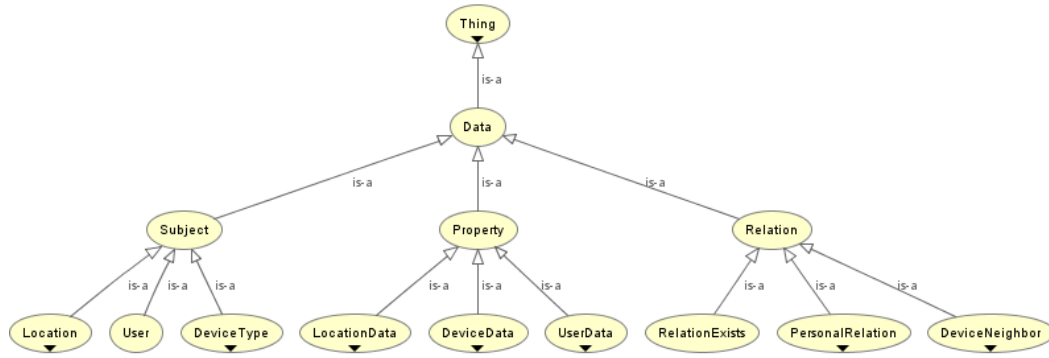 Thing
is-a
Data
is-a
is-a
is-a
Subject
Property
Relation
is-a
is-a
is-a
is-a
is-a
is-a
is-a
is-a
is-a
Location
User
DeviceType
LocationData
DeviceData
UserData
RelationExists
PersonalRelation
DeviceNeighbor